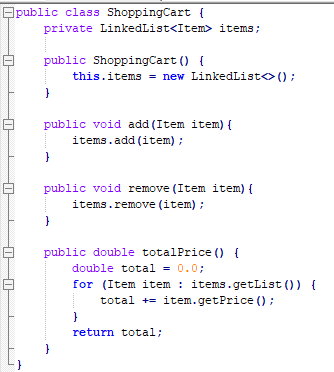 public class ShoppingCart {
private LinkedList<Item> items;
public ShoppingCart() {
this.items = new LinkedList<>();
}
public void add(Item item){
items.add(item);
}
public void remove(Item item){
items.remove(item);
}
public double totalPrice() {
double total = 0.0;
for (Item item : items.getList()) {
total += item.getPrice();
}
return total;
}
}